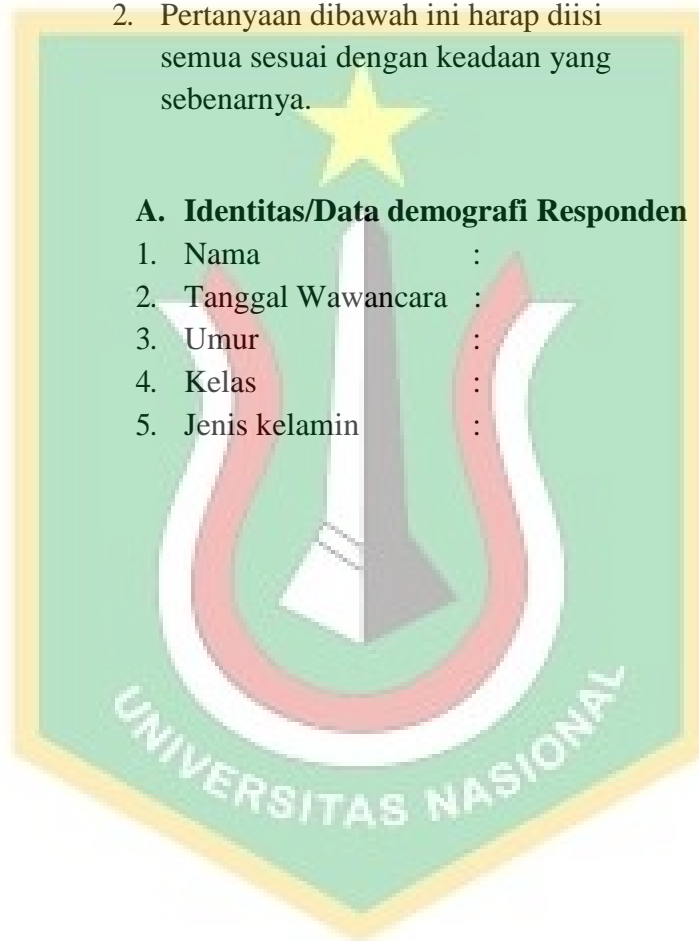 2. Pertanyaan dibawah ini harap diisi
semua sesuai dengan keadaan yang
sebenarnya.
A. Identitas/Data demografi Responden
1. Nama :
2. Tanggal Wawancara :
3. Umur :
4. Kelas :
5. Jenis kelamin :
UNIVERSITAS NASIONAL